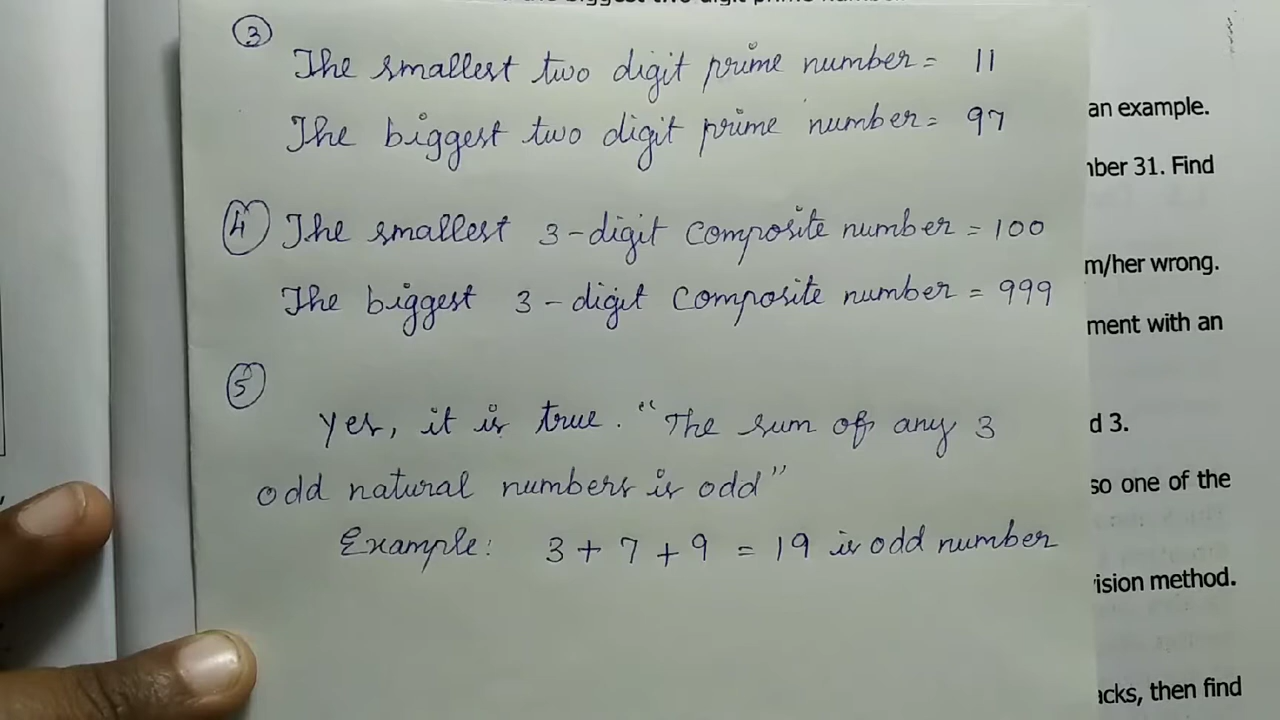 ③
The smallest two digit prime number = 11
The biggest two digit prime number = 97
④ The smallest 3-digit composite number = 100
The biggest 3-digit composite number = 999
⑤
Yes, it is true. "The sum of any 3
odd natural numbers is odd"
Example: 3 + 7 + 9 = 19 is odd number
an example.
31. Find
m/her wrong.
ment with an
d 3.
so one of the
ision method.
acks, then find